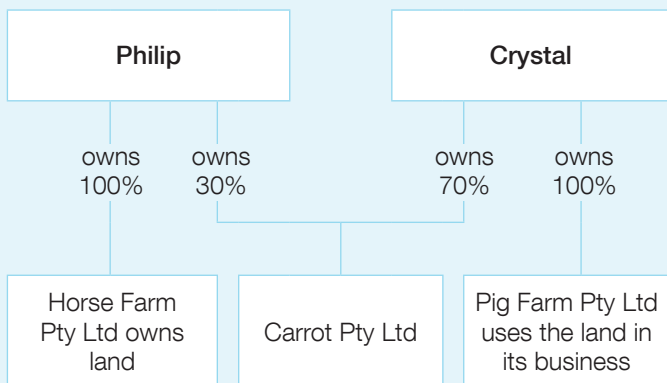 Philip
Crystal
owns
100%
owns
30%
owns
70%
owns
100%
Horse Farm
Pty Ltd owns
land
Carrot Pty Ltd
Pig Farm Pty Ltd
uses the land in
its business